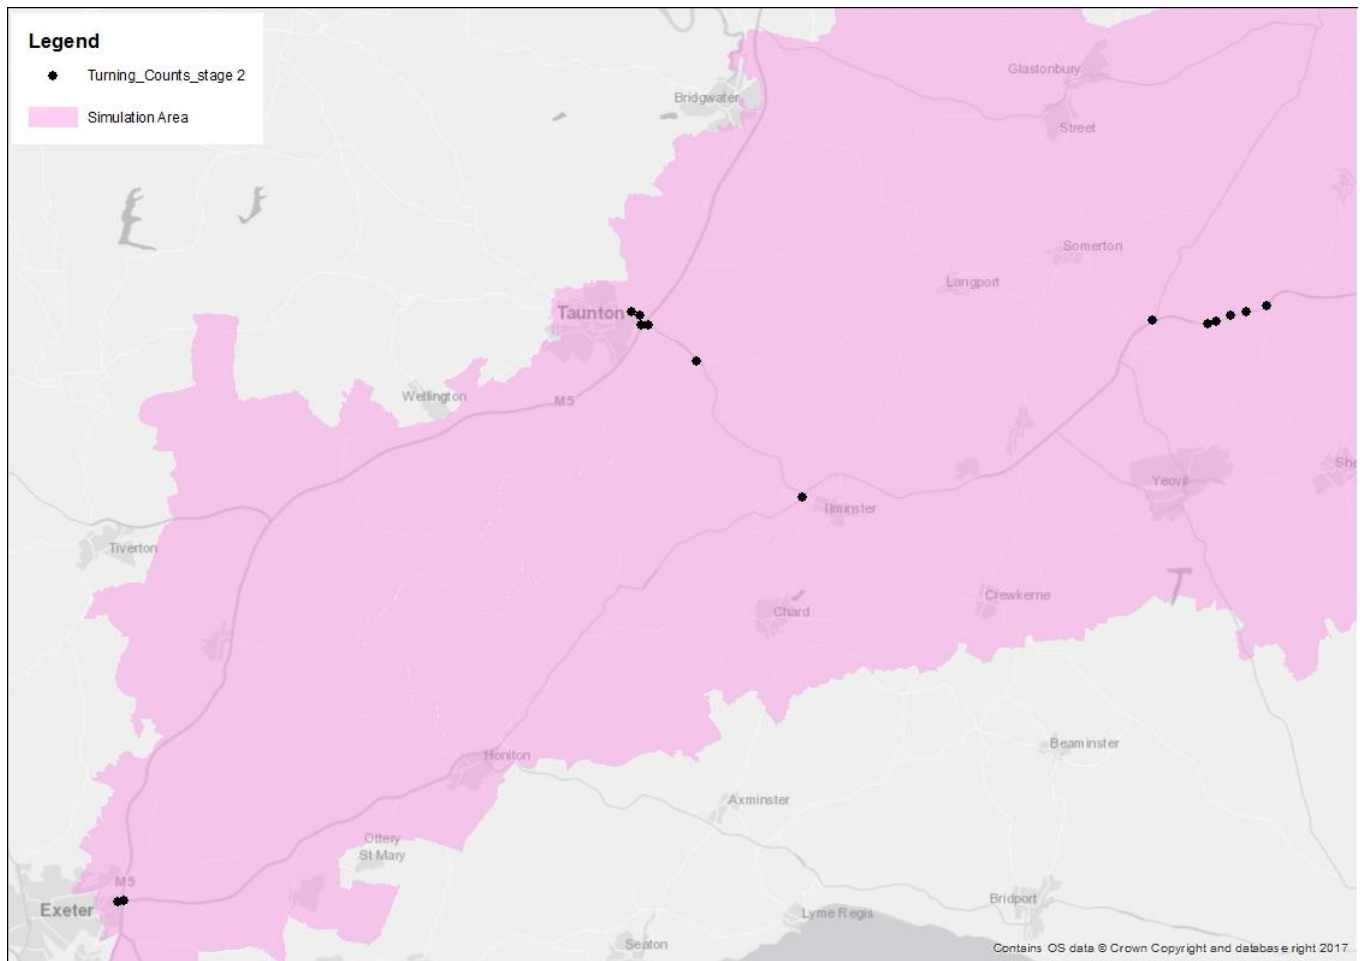 Legend
Turning_Counts_stage 2
Simulation Area
Glastonbury
Bridgwater
Street
Somerton
Langport
Taunton
Wellington
M5
Yeovil
She
Ilminster
Tiverton
Chard
Crewkerne
Honiton
Beaminster
Axminster
Ottery
St Mary
M5
Exeter
Bridport
Lyme Regis
Seaton
Contains OS data © Crown Copyright and database right 2017